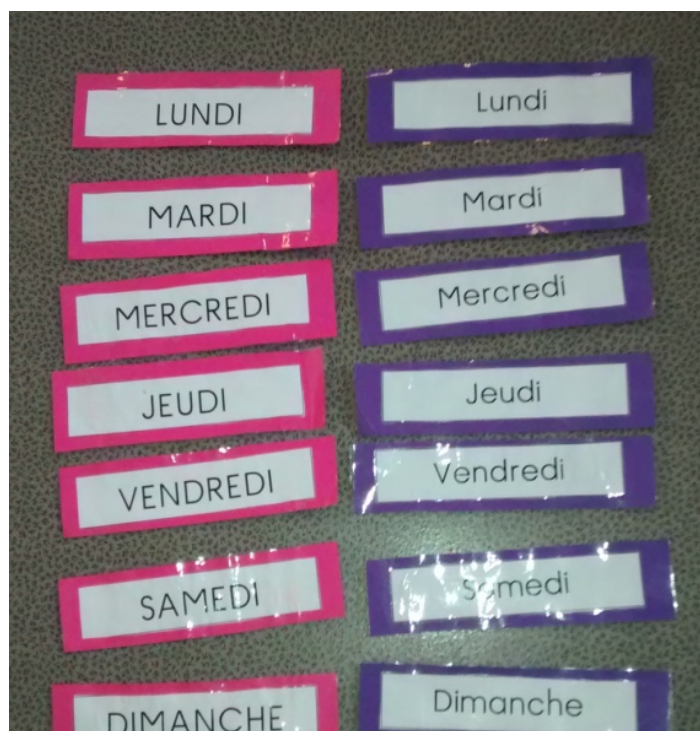 LUNDI Lundi
MARDI Mardi
MERCREDI Mercredi
JEUDI Jeudi
VENDREDI Vendredi
SAMEDI Samedi
DIMANCHE Dimanche